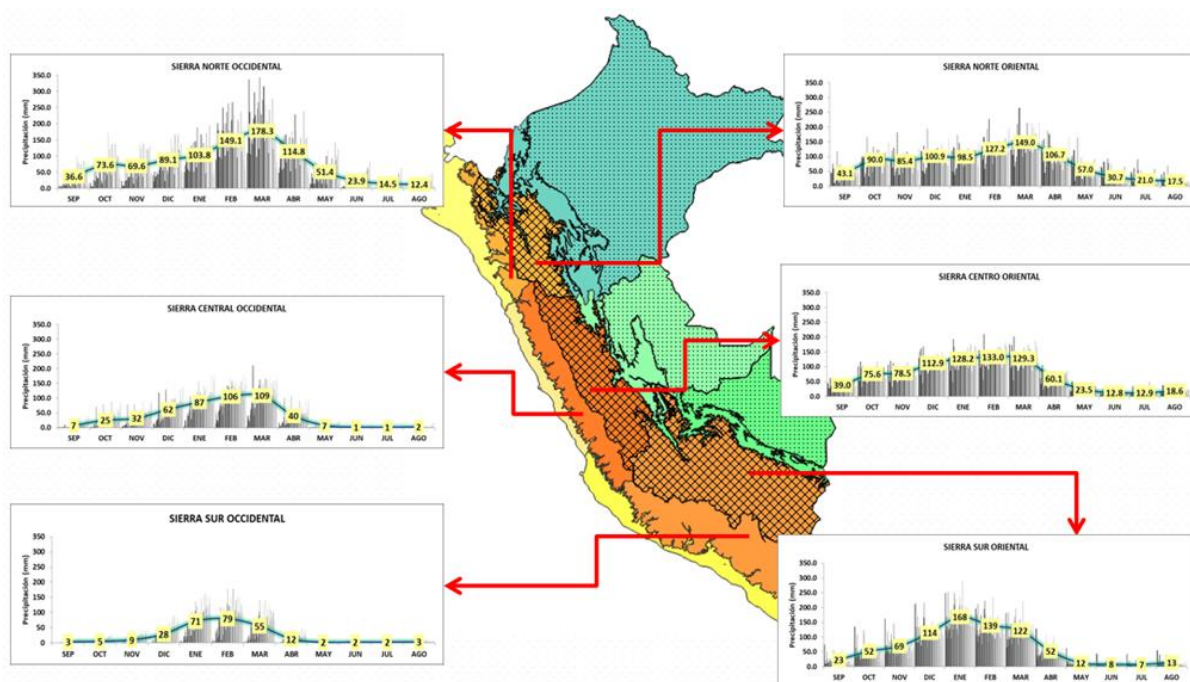 SIERRA NORTE OCCIDENTAL
Precipitación (mm)
350.0
300.0
250.0
200.0
150.0
100.0
50.0
0.0
36.6 73.6 69.6 89.1 103.8 149.1 178.3 114.8 51.4 23.9 14.5 12.4
SEP OCT NOV DIC ENE FEB MAR ABR MAY JUN JUL AGO
SIERRA NORTE ORIENTAL
Precipitación (mm)
350.0
300.0
250.0
200.0
150.0
100.0
50.0
0.0
43.1 90.0 85.4 100.9 98.5 127.2 149.0 106.7 57.0 30.7 21.0 17.5
SEP OCT NOV DIC ENE FEB MAR ABR MAY JUN JUL AGO
SIERRA CENTRAL OCCIDENTAL
Precipitación (mm)
350.0
300.0
250.0
200.0
150.0
100.0
50.0
0.0
7 25 32 62 87 106 109 40 7 1 1 2
SEP OCT NOV DIC ENE FEB MAR ABR MAY JUN JUL AGO
SIERRA CENTRO ORIENTAL
Precipitación (mm)
350.0
300.0
250.0
200.0
150.0
100.0
50.0
0.0
39.0 75.6 78.5 112.9 128.2 133.0 129.3 60.1 23.5 12.8 12.9 18.6
SEP OCT NOV DIC ENE FEB MAR ABR MAY JUN JUL AGO
SIERRA SUR OCCIDENTAL
Precipitación (mm)
350
300
250
200
150
100
50
0
3 5 9 28 71 79 55 12 2 2 2 3
SEP OCT NOV DIC ENE FEB MAR ABR MAY JUN JUL AGO
SIERRA SUR ORIENTAL
Precipitación (mm)
350.0
300.0
250.0
200.0
150.0
100.0
50.0
0.0
23 52 69 114 168 139 122 52 12 8 7 13
SEP OCT NOV DIC ENE FEB MAR ABR MAY JUN JUL AGO